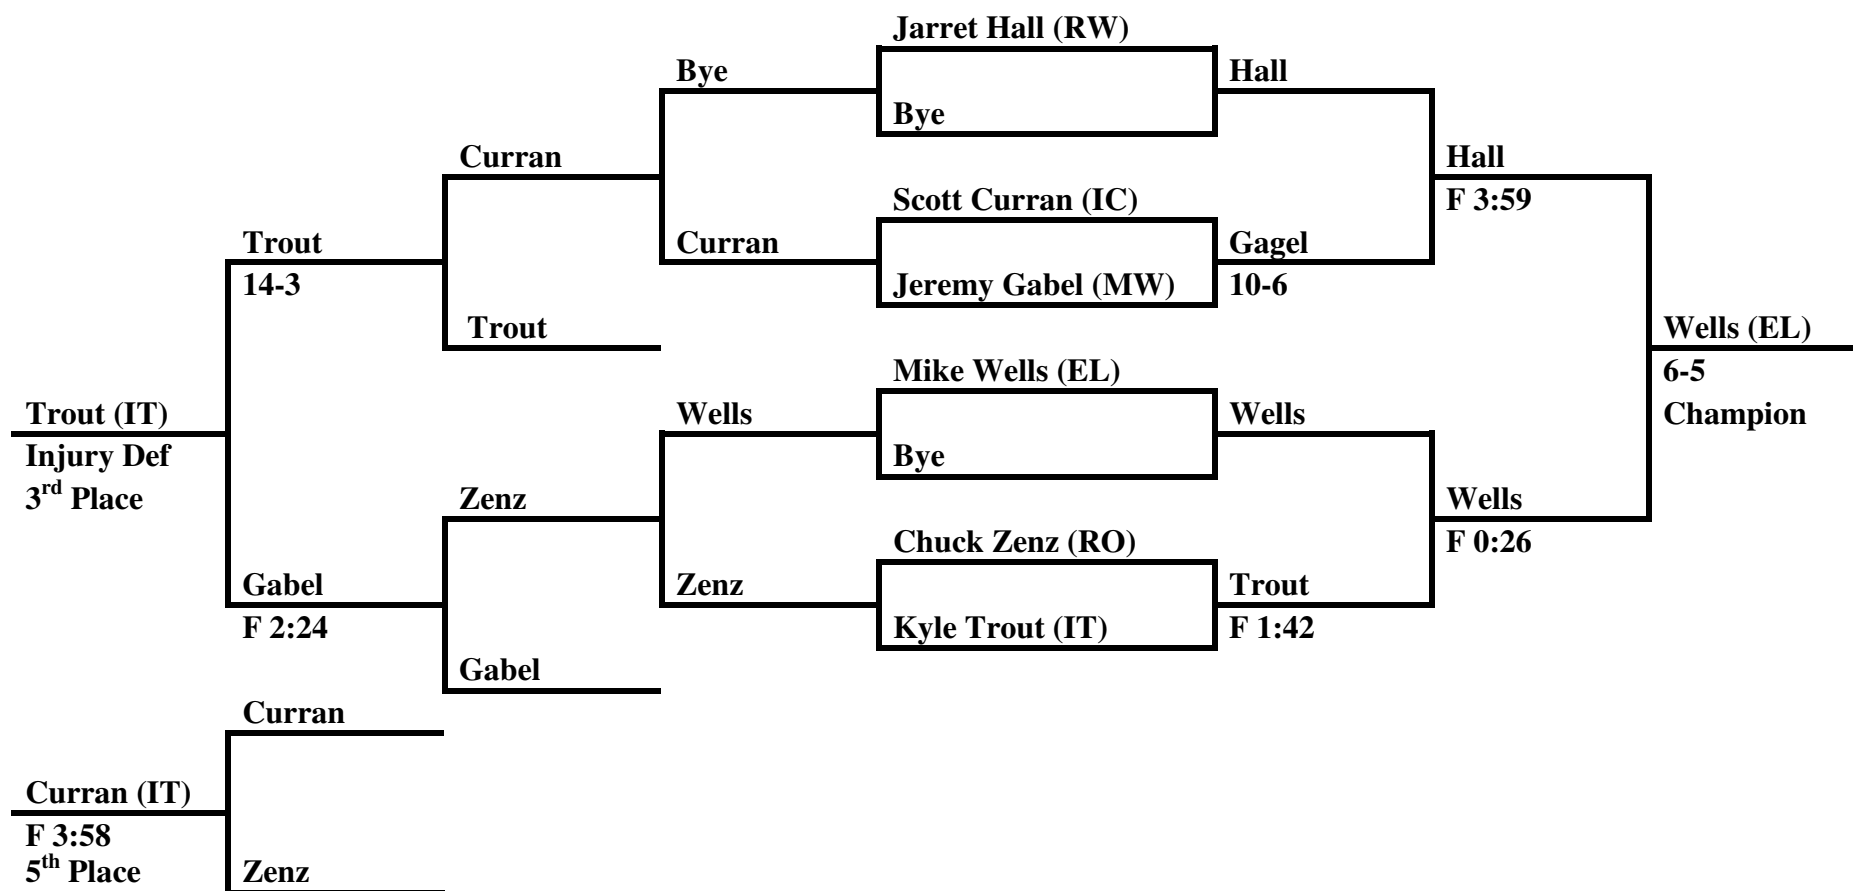 Jarret Hall (RW)
Bye Hall
Bye
Curran Hall
Scott Curran (IC) F 3:59
Trout Curran Gagel
14-3 Jeremy Gabel (MW) 10-6
Trout Wells (EL)
Mike Wells (EL) 6-5
Trout (IT) Wells Wells Champion
Injury Def Bye
3rd Place Zenz Wells
Chuck Zenz (RO) F 0:26
Gabel Zenz Trout
F 2:24 Kyle Trout (IT) F 1:42
Gabel
Curran
Curran (IT)
F 3:58
5th Place Zenz